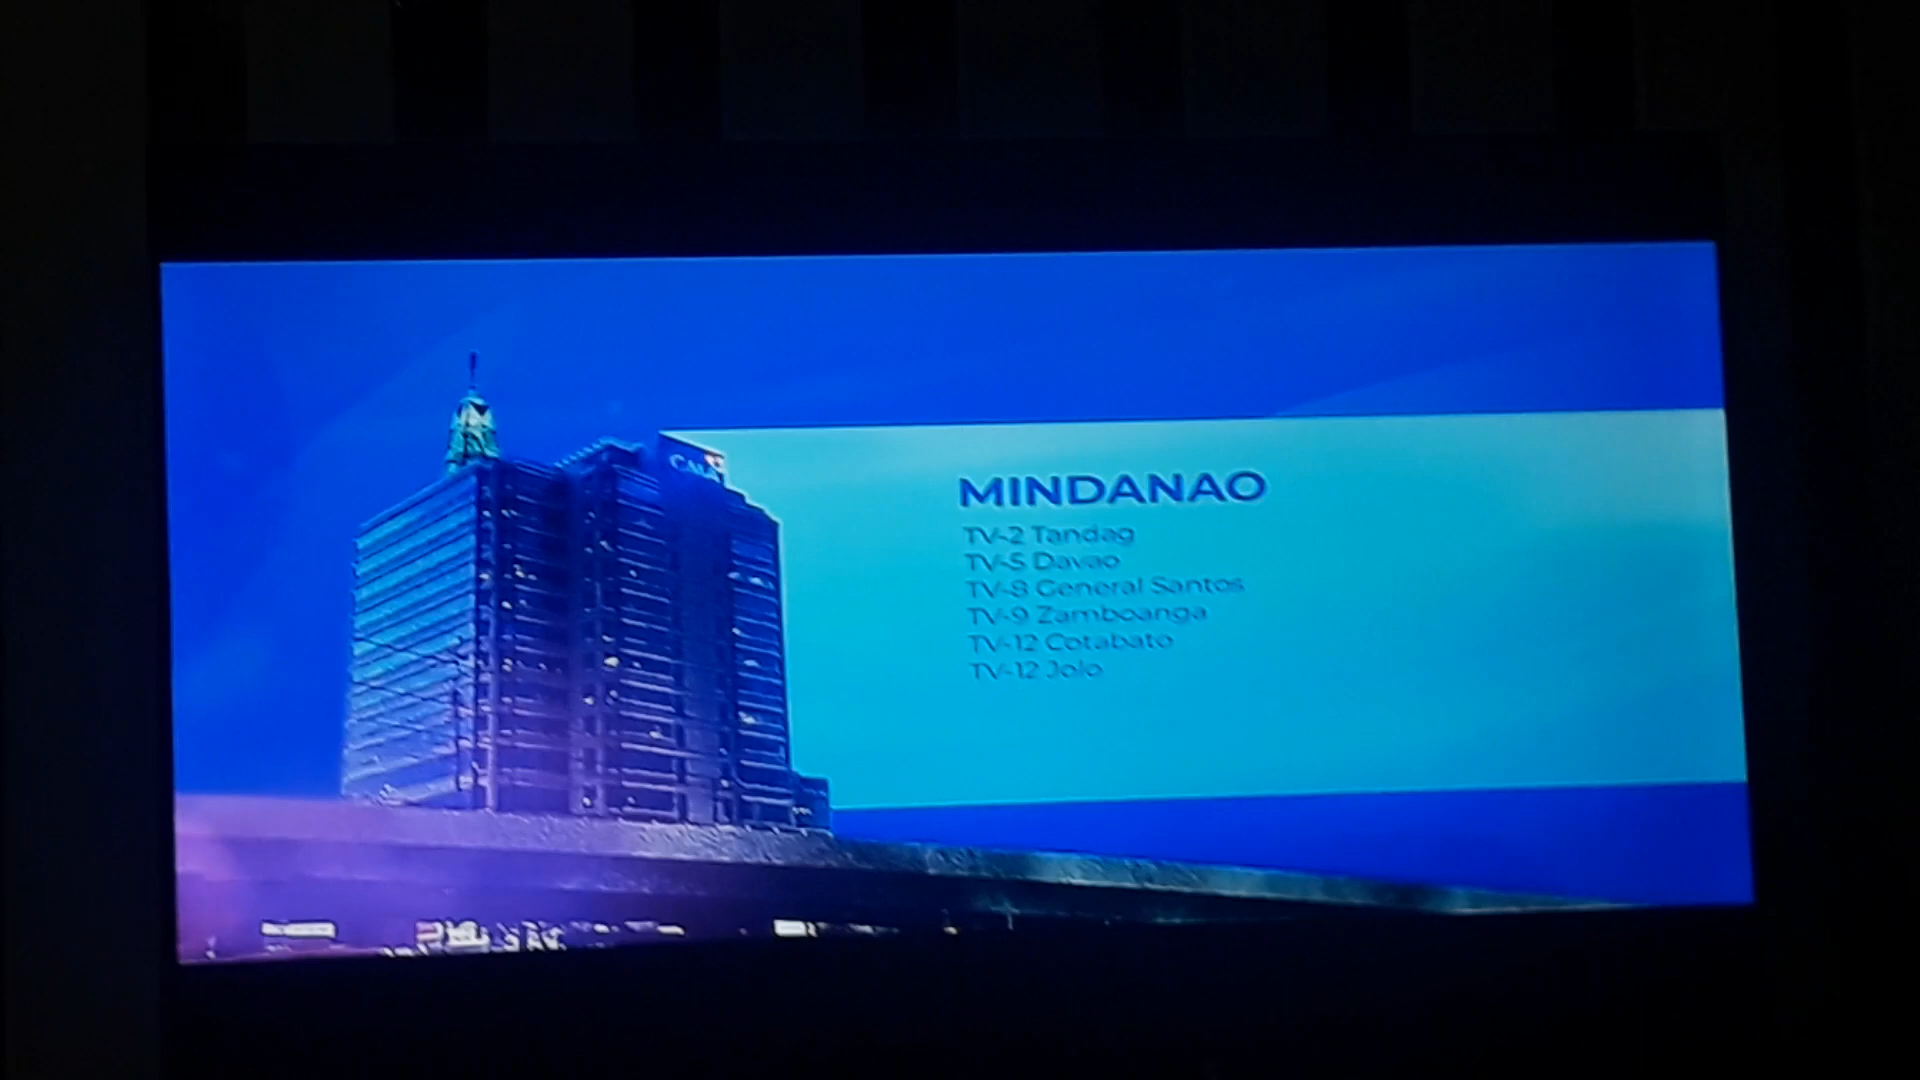 MINDANAO
TV-2 Tandag
TV-5 Davao
TV-8 General Santos
TV-9 Zamboanga
TV-12 Cotabato
TV-12 Jolo